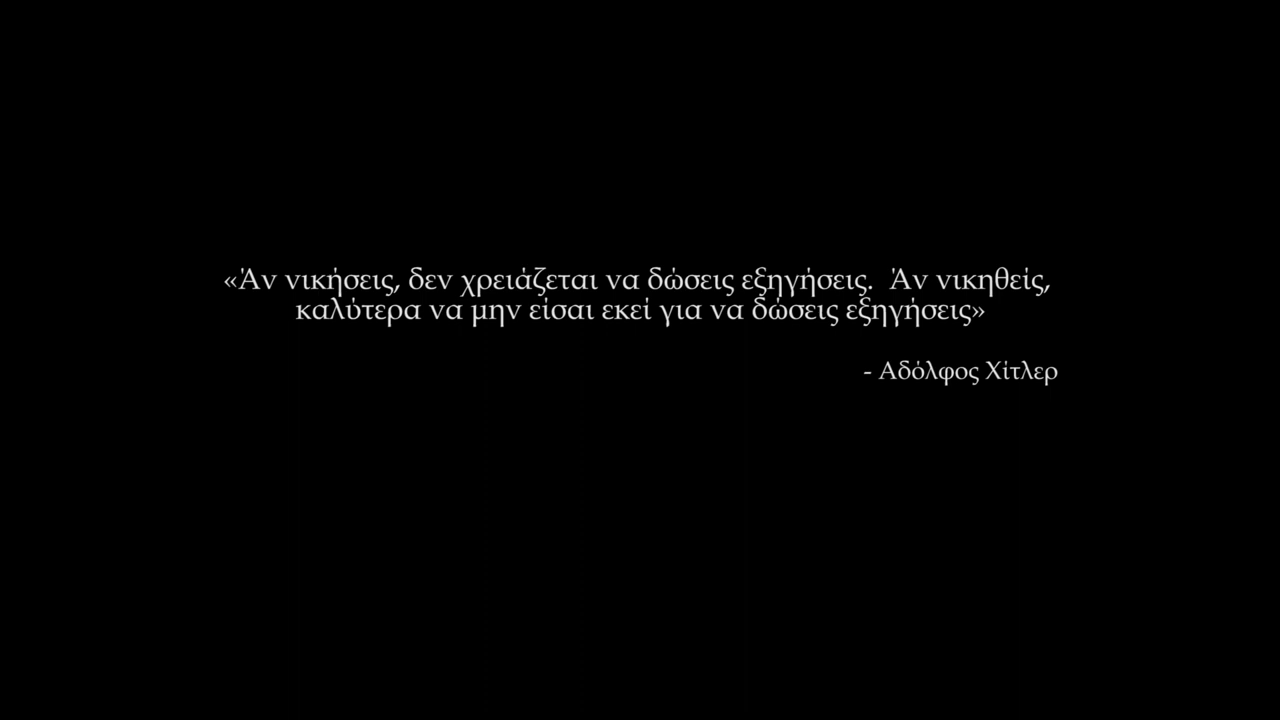 «Άν νικήσεις, δεν χρειάζεται να δώσεις εξηγήσεις.  Άν νικηθείς,
καλύτερα να μην είσαι εκεί για να δώσεις εξηγήσεις»
- Αδόλφος Χίτλερ